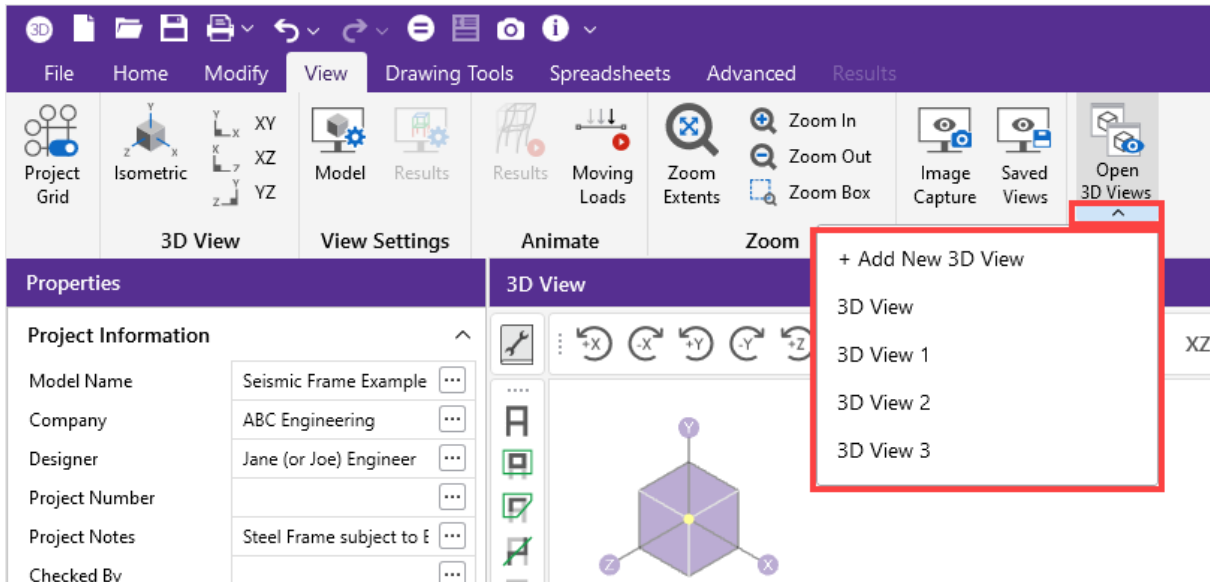 3D
File Home Modify View Drawing Tools Spreadsheets Advanced Results
Project Grid
Y
Z X
Isometric
Y
X
XY
X
Z
XZ
Y
Z
YZ
3D View
Model
Results
View Settings
Results
Moving Loads
Animate
Zoom Extents
Zoom In
Zoom Out
Zoom Box
Zoom
Image Capture
Saved Views
Open 3D Views
+ Add New 3D View
3D View
3D View 1
3D View 2
3D View 3
Properties
Project Information
Model Name Seismic Frame Example ...
Company ABC Engineering ...
Designer Jane (or Joe) Engineer ...
Project Number ...
Project Notes Steel Frame subject to E ...
Checked By ...
3D View
+X -X +Y -Y +Z XZ
Y
Z X